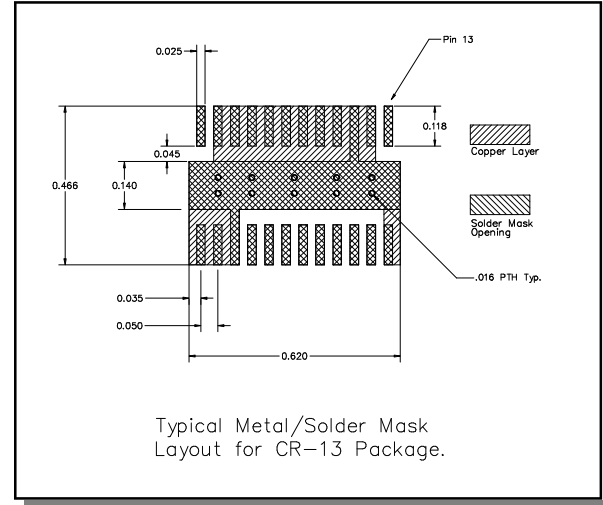 Pin 13
0.025
0.118
0.045
Copper Layer
0.466
0.140
Solder Mask
Opening
.016 PTH Typ.
0.035
0.050
0.620
Typical Metal/Solder Mask
Layout for CR-13 Package.